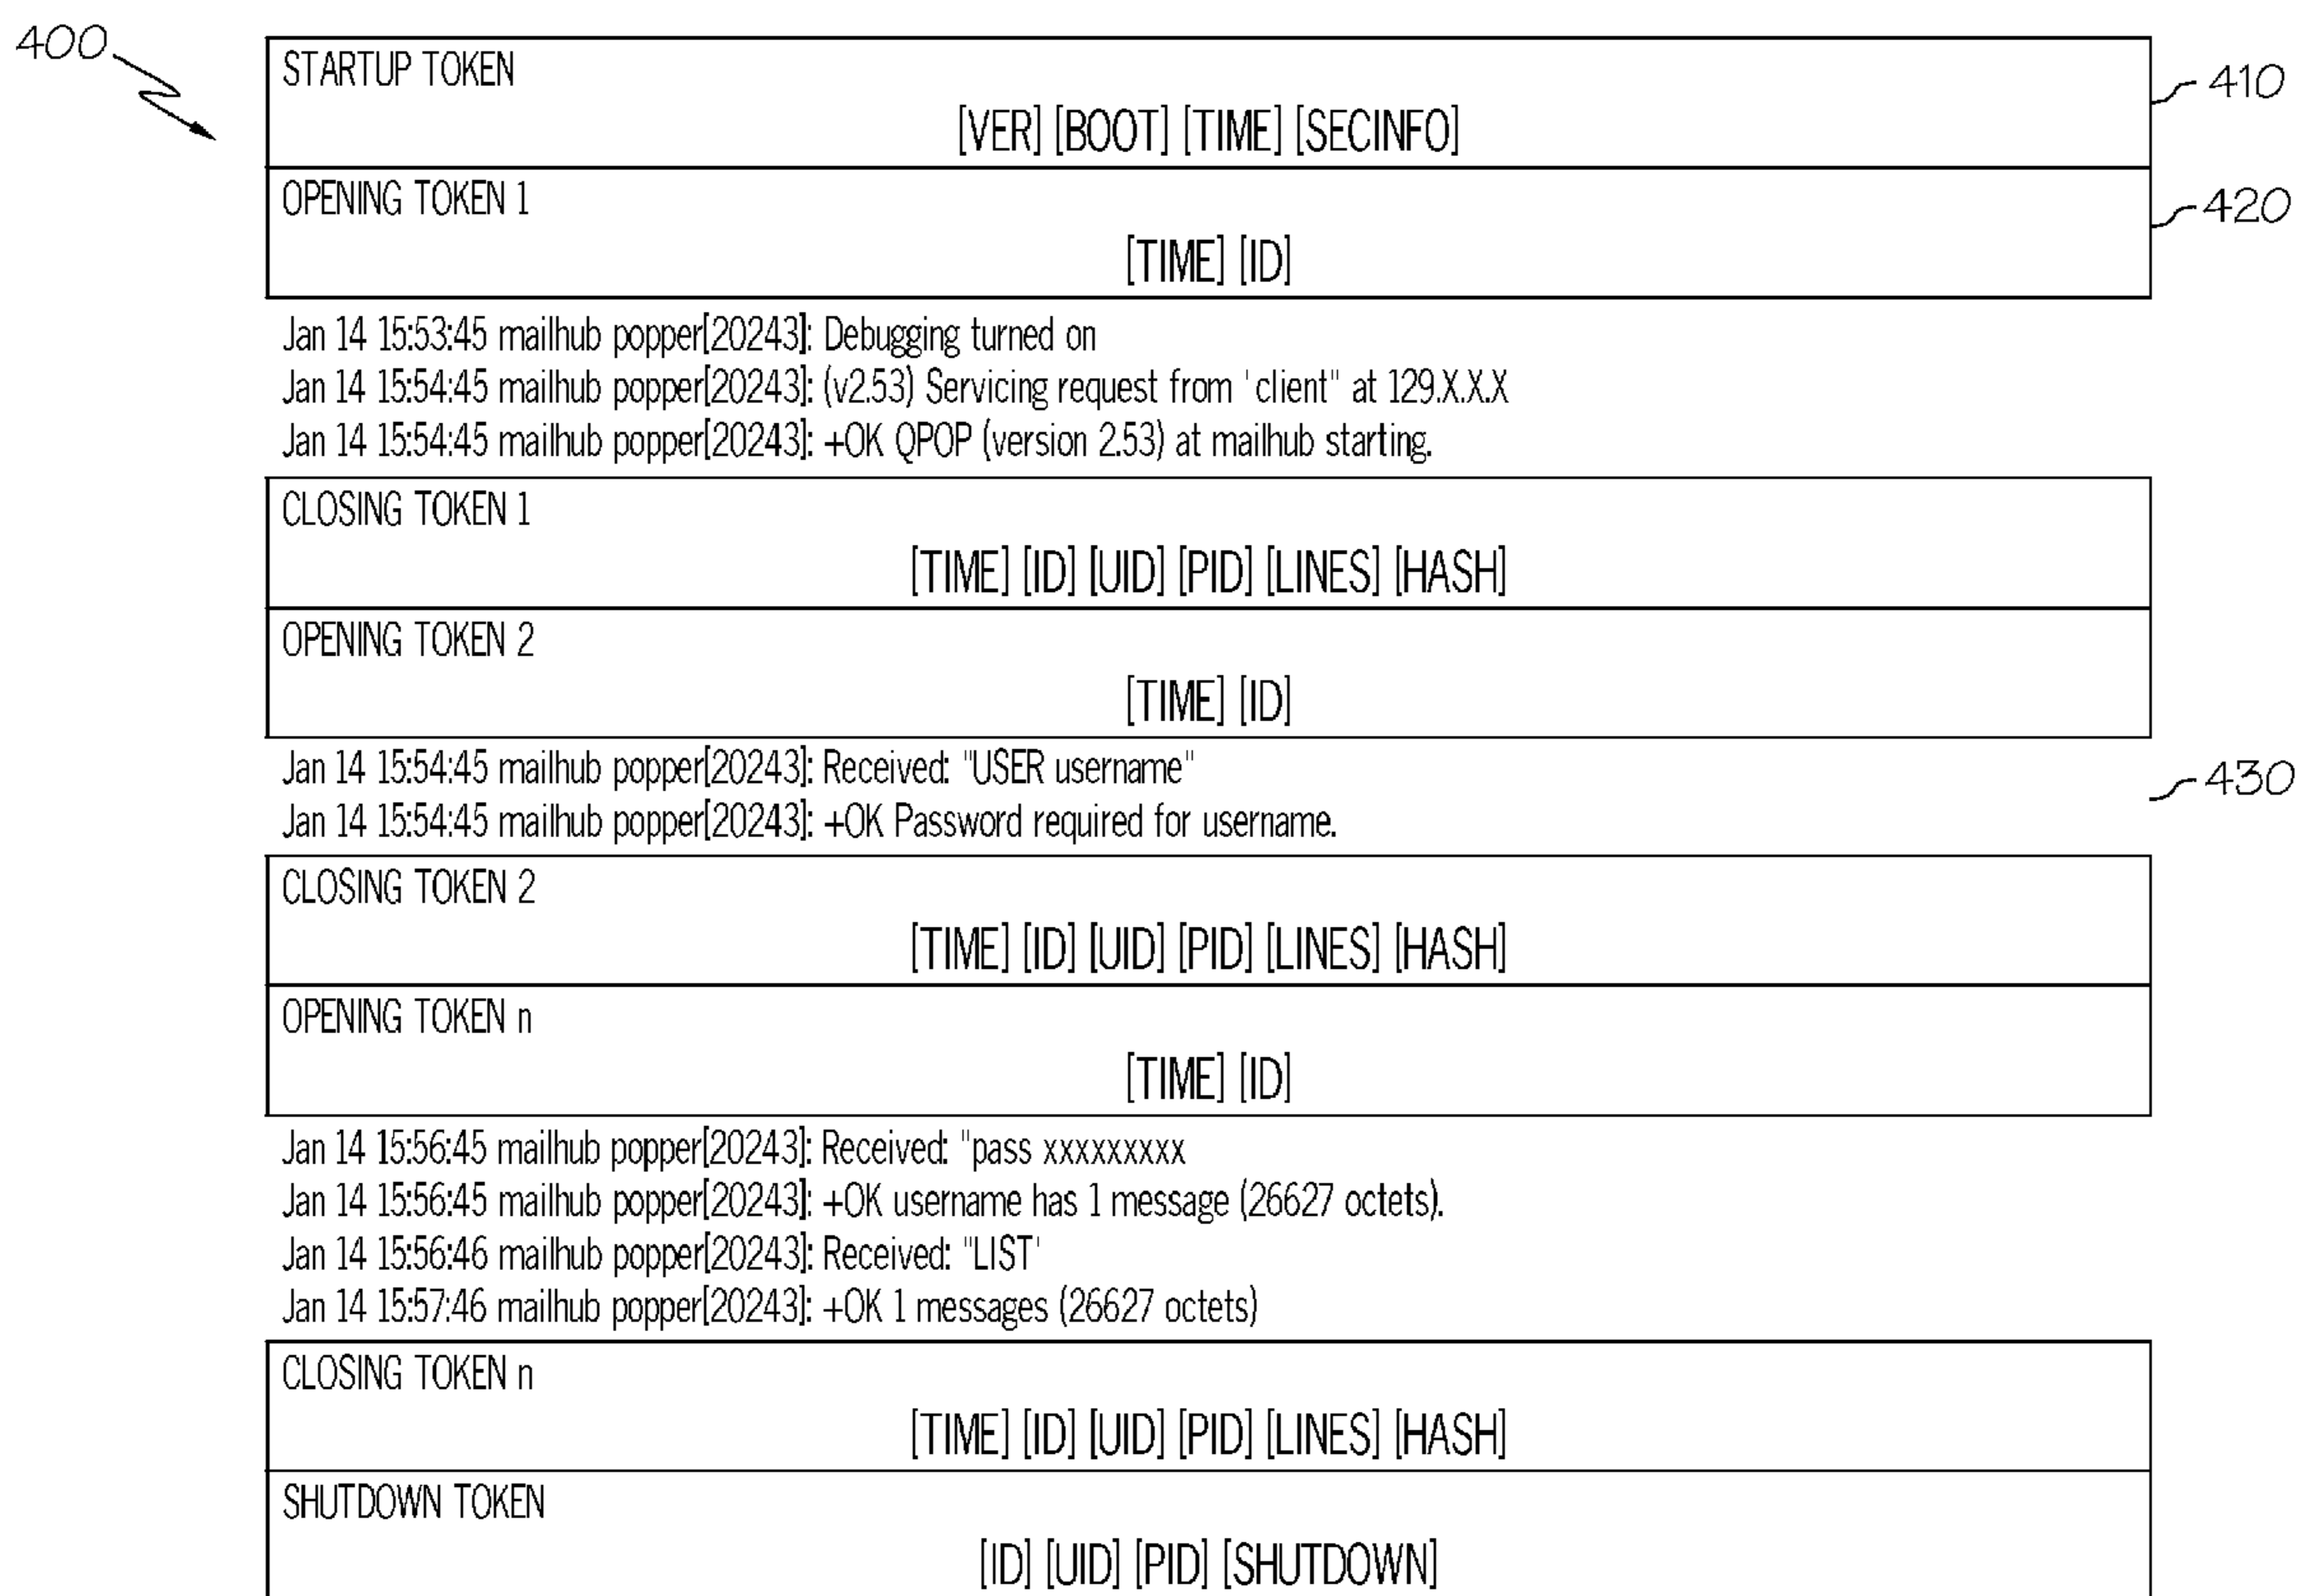 400
STARTUP TOKEN
410
[VER] [BOOT] [TIME] [SECINFO]
OPENING TOKEN 1
420
[TIME] [ID]
Jan 14 15:53:45 mailhub popper[20243]: Debugging turned on
Jan 14 15:54:45 mailhub popper[20243]: (v2.53) Servicing request from 'client" at 129.X.X.X
Jan 14 15:54:45 mailhub popper[20243]: +OK QPOP (version 2.53) at mailhub starting.
CLOSING TOKEN 1
[TIME] [ID] [UID] [PID] [LINES] [HASH]
OPENING TOKEN 2
[TIME] [ID]
Jan 14 15:54:45 mailhub popper[20243]: Received: "USER username"
430
Jan 14 15:54:45 mailhub popper[20243]: +OK Password required for username.
CLOSING TOKEN 2
[TIME] [ID] [UID] [PID] [LINES] [HASH]
OPENING TOKEN n
[TIME] [ID]
Jan 14 15:56:45 mailhub popper[20243]: Received: "pass xxxxxxxxx
Jan 14 15:56:45 mailhub popper[20243]: +OK username has 1 message (26627 octets).
Jan 14 15:56:46 mailhub popper[20243]: Received: "LIST'
Jan 14 15:57:46 mailhub popper[20243]: +OK 1 messages (26627 octets)
CLOSING TOKEN n
[TIME] [ID] [UID] [PID] [LINES] [HASH]
SHUTDOWN TOKEN
[ID] [UID] [PID] [SHUTDOWN]